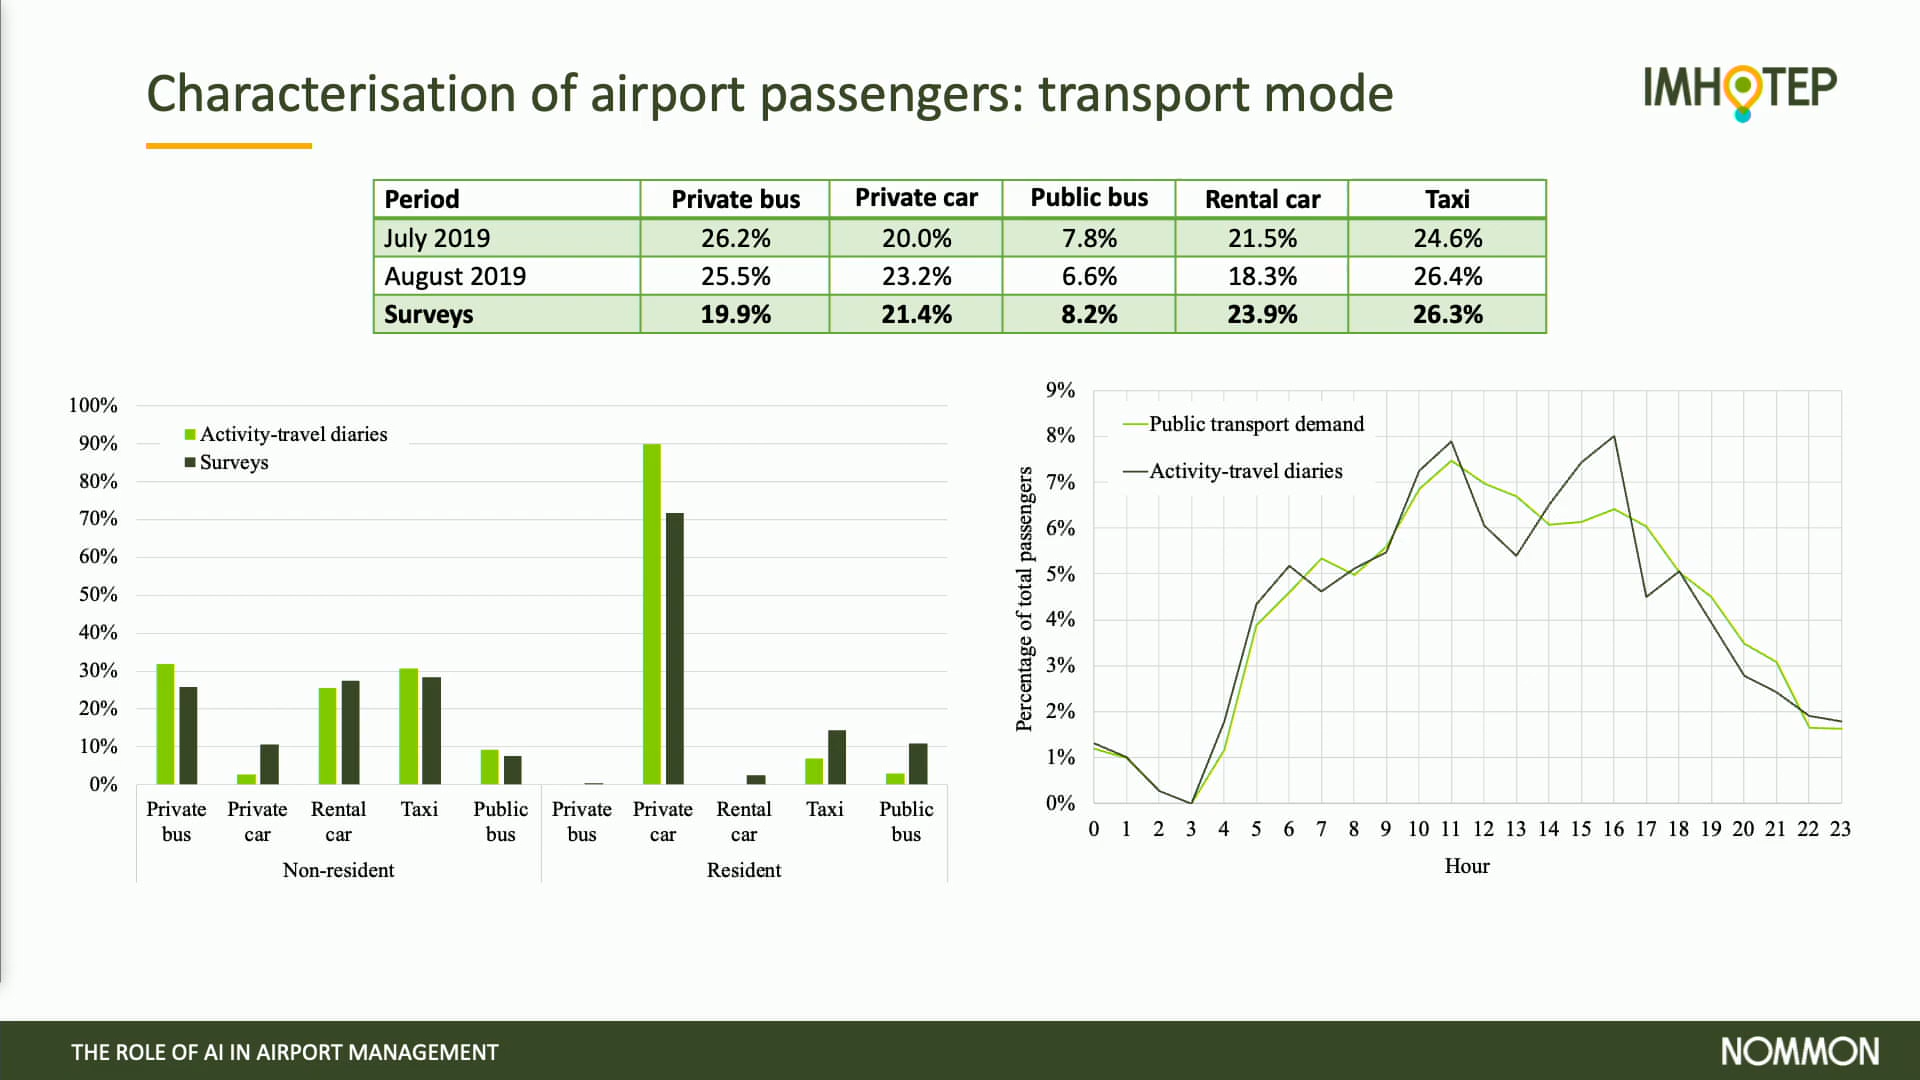 Characterisation of airport passengers: transport mode
IMHOTEP
Period Private bus Private car Public bus Rental car Taxi
July 2019 26.2% 20.0% 7.8% 21.5% 24.6%
August 2019 25.5% 23.2% 6.6% 18.3% 26.4%
Surveys 19.9% 21.4% 8.2% 23.9% 26.3%
100%
90%
80%
70%
60%
50%
40%
30%
20%
10%
0%
Activity-travel diaries
Surveys
Private bus
Private car
Rental car
Taxi
Public bus
Private bus
Private car
Rental car
Taxi
Public bus
Non-resident
Resident
Percentage of total passengers
9%
8%
7%
6%
5%
4%
3%
2%
1%
0%
Public transport demand
Activity-travel diaries
0 1 2 3 4 5 6 7 8 9 10 11 12 13 14 15 16 17 18 19 20 21 22 23
Hour
THE ROLE OF AI IN AIRPORT MANAGEMENT
NOMMON